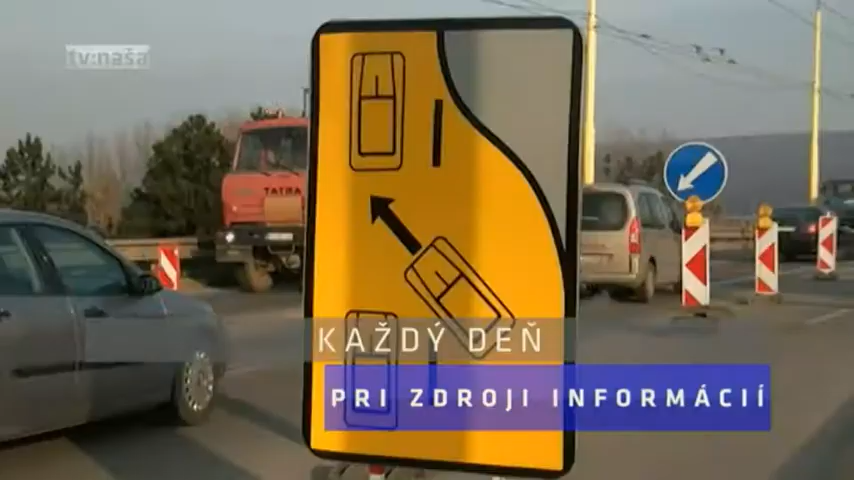 tv:naša
TATRA
KAŽDÝ DEŇ
PRI ZDROJI INFORMÁCIÍ